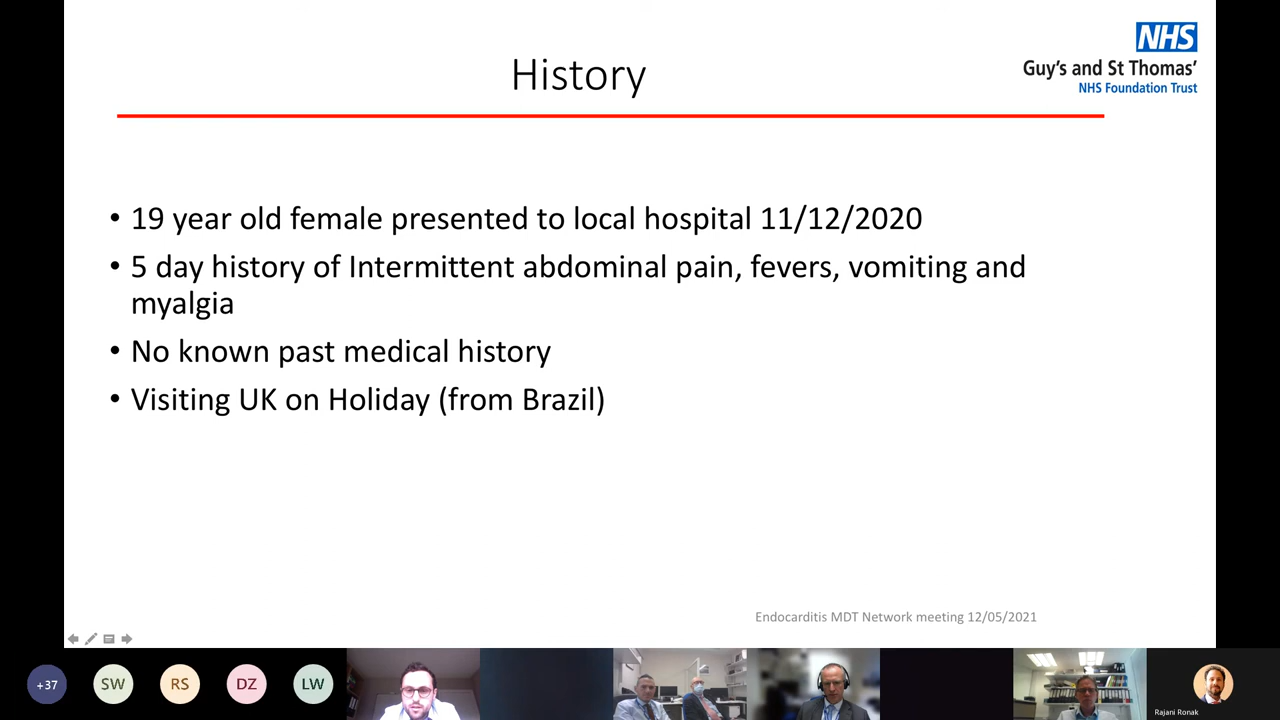 NHS
Guy's and St Thomas'
NHS Foundation Trust
History
• 19 year old female presented to local hospital 11/12/2020
• 5 day history of Intermittent abdominal pain, fevers, vomiting and
myalgia
• No known past medical history
• Visiting UK on Holiday (from Brazil)
Endocarditis MDT Network meeting 12/05/2021
+37
SW
RS
DZ
LW
Rajani Ronak